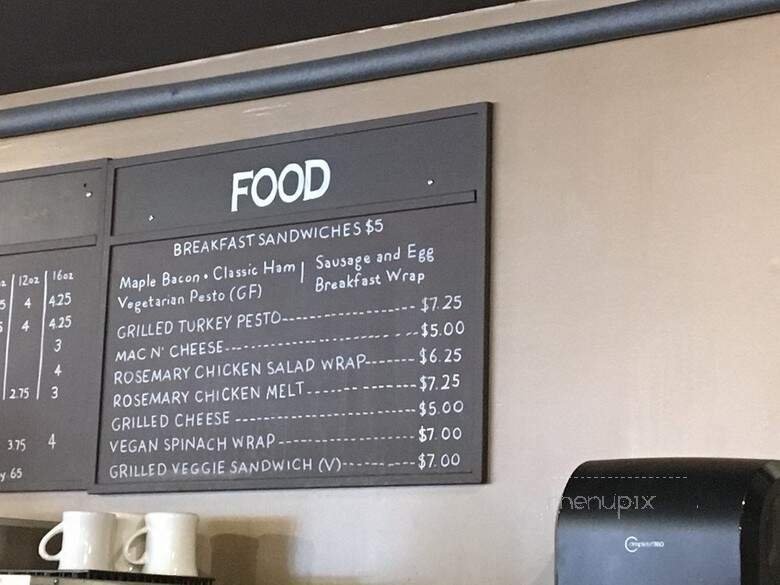 FOOD
BREAKFAST SANDWICHES $5
Maple Bacon • Classic Ham | Sausage and Egg
Vegetarian Pesto (GF) Breakfast Wrap
GRILLED TURKEY PESTO $7.25
MAC N' CHEESE $5.00
ROSEMARY CHICKEN SALAD WRAP $6.25
ROSEMARY CHICKEN MELT $7.25
GRILLED CHEESE $5.00
VEGAN SPINACH WRAP $7.00
GRILLED VEGGIE SANDWICH (V) $7.00
12oz 16oz
4 4.25
4 4.25
3
4
2.75 3
3.75 4
.65
menupix